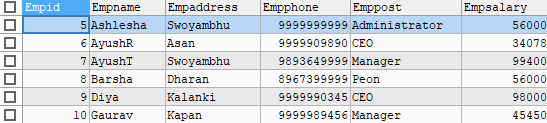 Empid Empname Empaddress Empphone Emppost Empsalary
5 Ashlesha Swoyambhu 9999999999 Administrator 56000
6 AyushR Asan 9999909890 CEO 34078
7 AyushT Swoyambhu 9893649999 Manager 99400
8 Barsha Dharan 8967399999 Peon 56000
9 Diya Kalanki 9999990345 CEO 98000
10 Gaurav Kapan 9999989456 Manager 45450